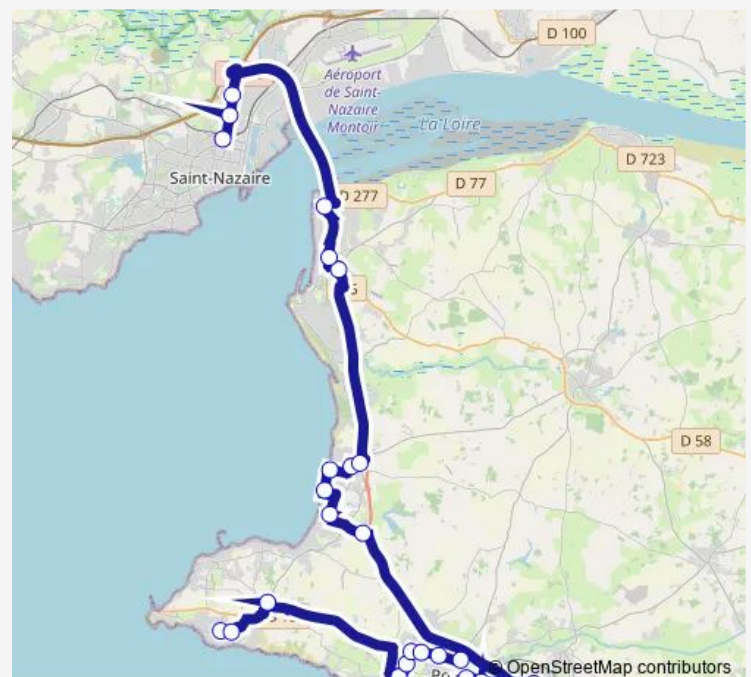 D 100
Aéroport
de Saint-
Nazaire
Montoir
La Loire
D 723
Saint-Nazaire
D 277
D 77
D 58
© OpenStreetMap contributors